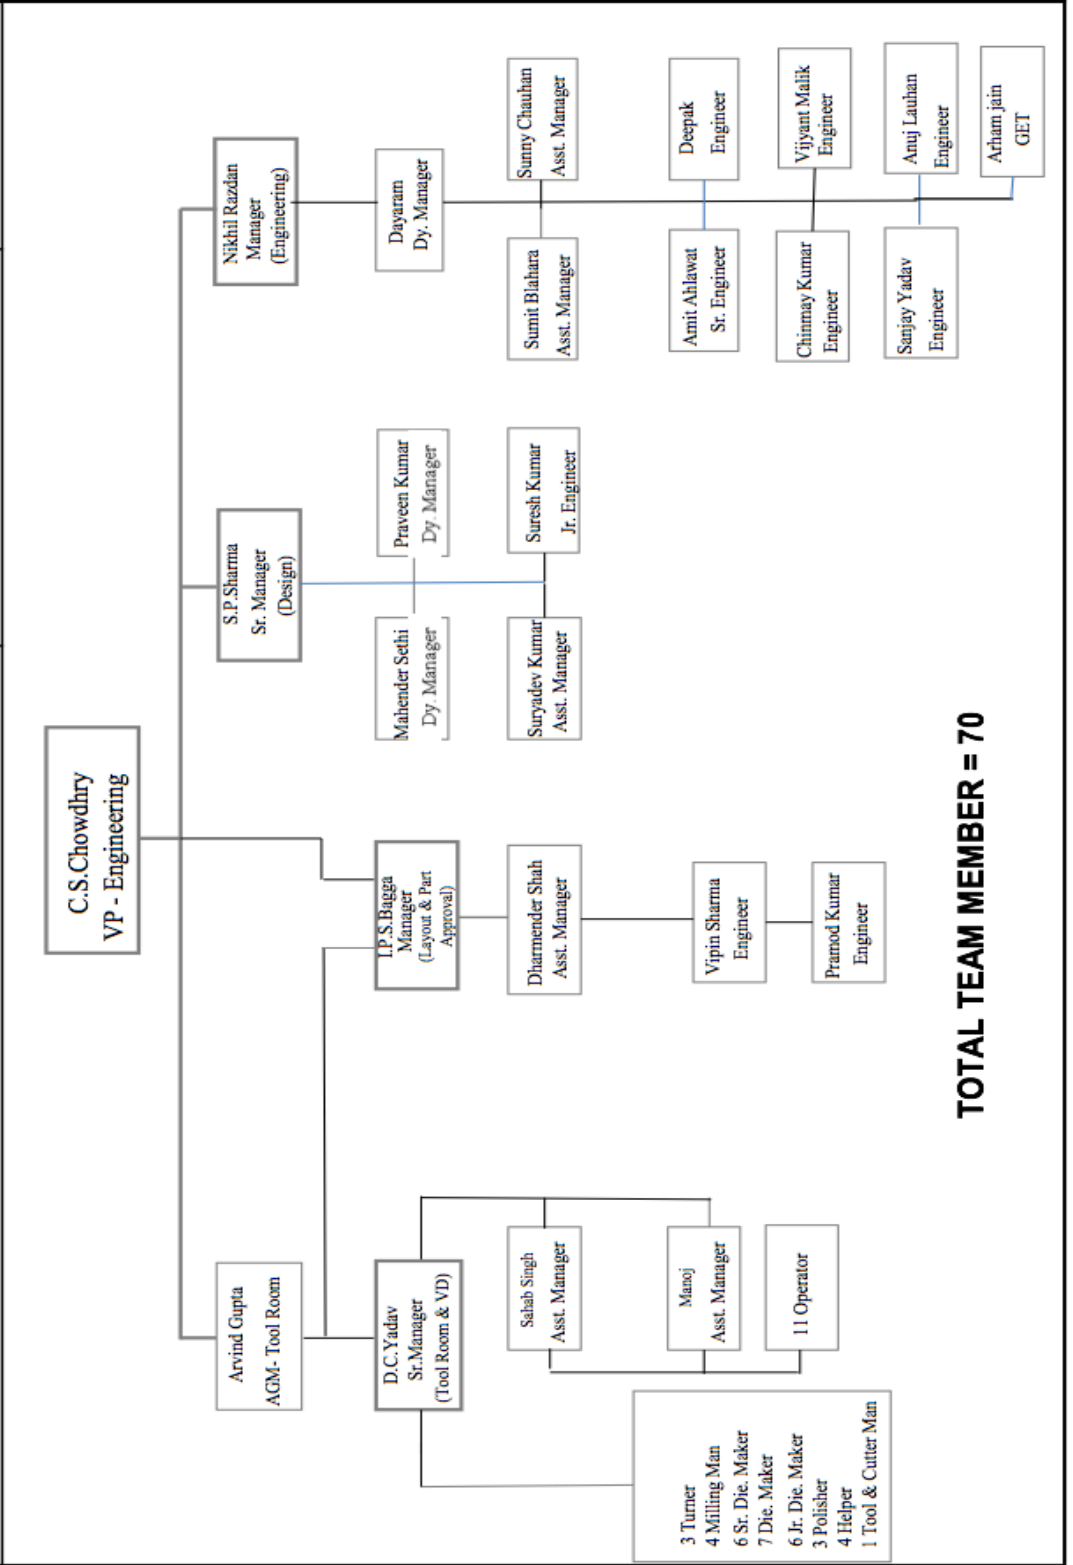 C.S.Chowdhry
VP - Engineering
Arvind Gupta
AGM- Tool Room
S.P.Sharma
Sr. Manager
(Design)
Nikhil Razdan
Manager
(Engineering)
D.C.Yadav
Sr.Manager
(Tool Room & VD)
I.P.S.Bagga
Manager
(Layout & Part
Approval)
Mahender Sethi
Dy. Manager
Praveen Kumar
Dy. Manager
Dayaram
Dy. Manager
Sahab Singh
Asst. Manager
Dharmender Shah
Asst. Manager
Suryadev Kumar
Asst. Manager
Suresh Kumar
Jr. Engineer
Sumit Blahara
Asst. Manager
Sunny Chauhan
Asst. Manager
3 Turner
4 Milling Man
6 Sr. Die. Maker
7 Die. Maker
6 Jr. Die. Maker
3 Polisher
4 Helper
1 Tool & Cutter Man
Manoj
Asst. Manager
11 Operator
Vipin Sharma
Engineer
Pramod Kumar
Engineer
Amit Ahlawat
Sr. Engineer
Deepak
Engineer
Chinmay Kumar
Engineer
Vijyant Malik
Engineer
Sanjay Yadav
Engineer
Anuj Lauhan
Engineer
Arham jain
GET
TOTAL TEAM MEMBER = 70